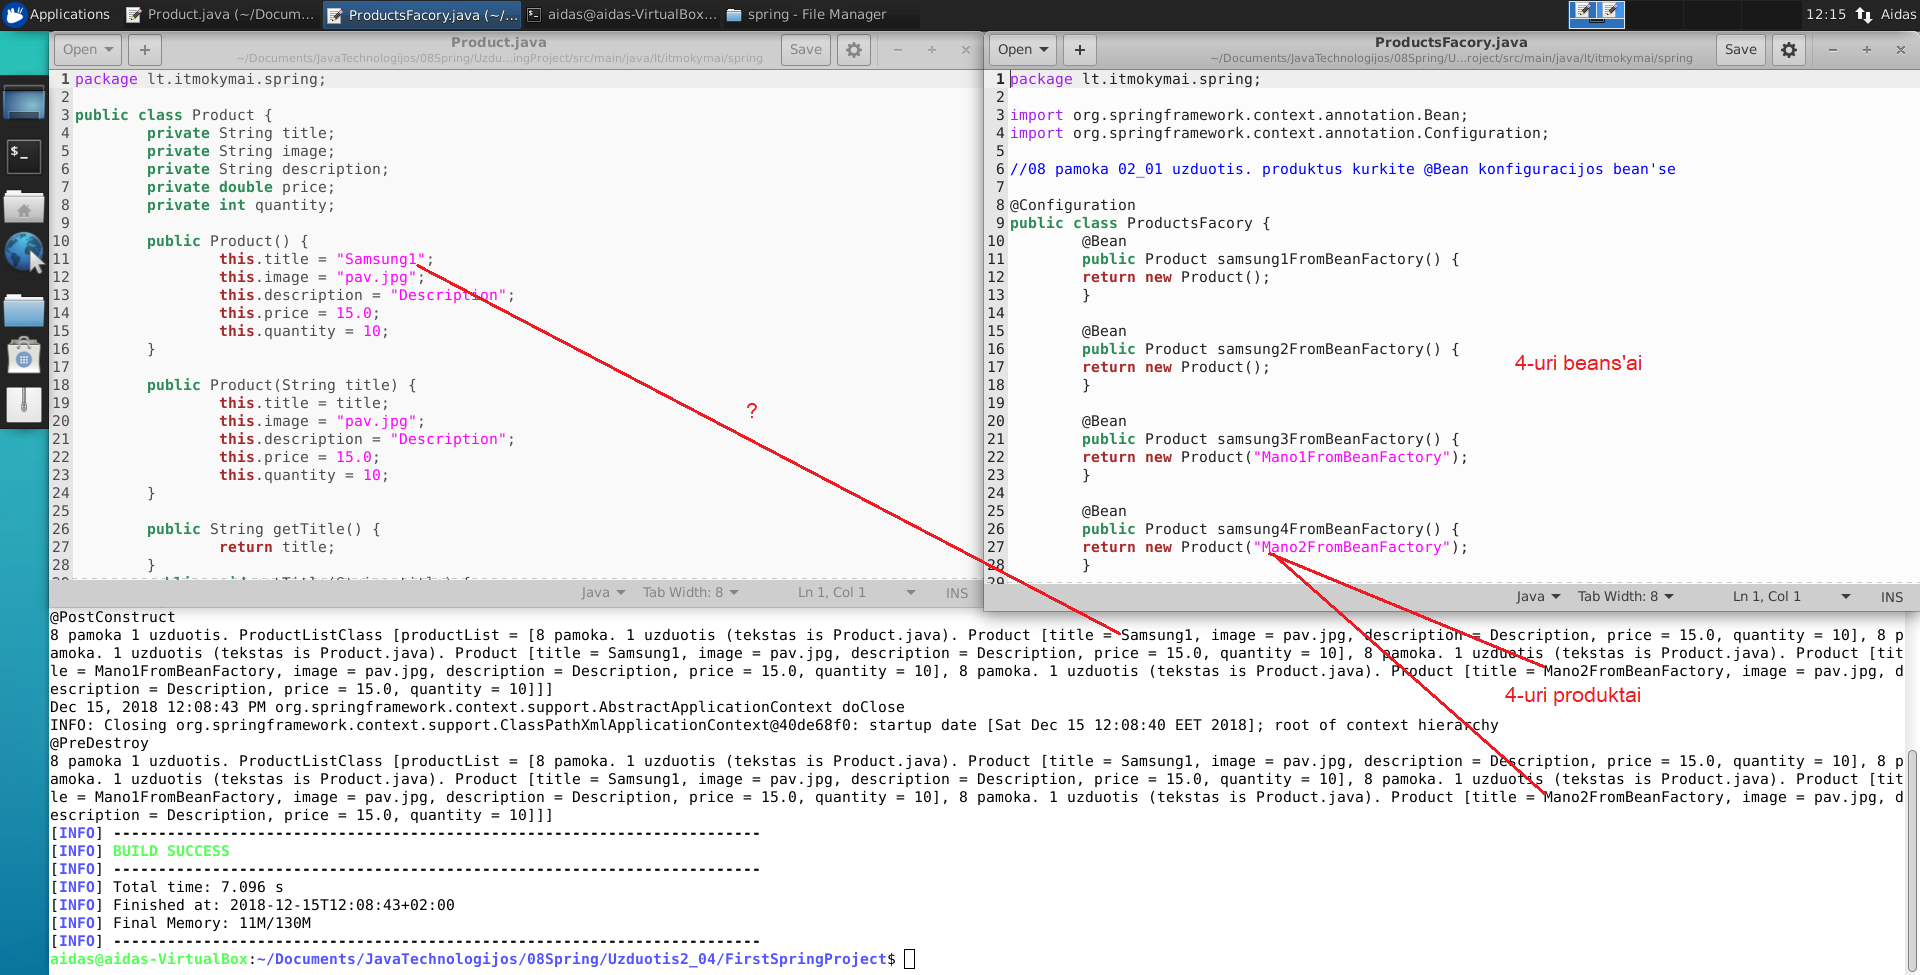 Applications
Product.java (~/Docum...
ProductsFacory.java (~/...
aidas@aidas-VirtualBox...
spring - File Manager
12:15
Aidas
Open
+
Product.java
~/Documents/JavaTechnologijos/08Spring/Uzdu...ingProject/src/main/java/lt/itmokymai/spring
Save
1 package lt.itmokymai.spring;
2
3 public class Product {
4 private String title;
5 private String image;
6 private String description;
7 private double price;
8 private int quantity;
9
10 public Product() {
11 this.title = "Samsung1";
12 this.image = "pav.jpg";
13 this.description = "Description";
14 this.price = 15.0;
15 this.quantity = 10;
16 }
17
18 public Product(String title) {
19 this.title = title;
20 this.image = "pav.jpg";
21 this.description = "Description";
22 this.price = 15.0;
23 this.quantity = 10;
24 }
25
26 public String getTitle() {
27 return title;
28 }
Java
Tab Width: 8
Ln 1, Col 1
INS
?
Open
+
ProductsFacory.java
~/Documents/JavaTechnologijos/08Spring/U...roject/src/main/java/lt/itmokymai/spring
Save
1 package lt.itmokymai.spring;
2
3 import org.springframework.context.annotation.Bean;
4 import org.springframework.context.annotation.Configuration;
5
6 //08 pamoka 02_01 uzduotis. produktus kurkite @Bean konfiguracijos bean'se
7
8 @Configuration
9 public class ProductsFacory {
10 @Bean
11 public Product samsung1FromBeanFactory() {
12 return new Product();
13 }
14
15 @Bean
16 public Product samsung2FromBeanFactory() {
17 return new Product();
18 }
19
20 @Bean
21 public Product samsung3FromBeanFactory() {
22 return new Product("Mano1FromBeanFactory");
23 }
24
25 @Bean
26 public Product samsung4FromBeanFactory() {
27 return new Product("Mano2FromBeanFactory");
28 }
29
4-uri beans'ai
Java
Tab Width: 8
Ln 1, Col 1
INS
@PostConstruct
8 pamoka 1 uzduotis. ProductListClass [productList = [8 pamoka. 1 uzduotis (tekstas is Product.java). Product [title = Samsung1, image = pav.jpg, description = Description, price = 15.0, quantity = 10], 8 p
amoka. 1 uzduotis (tekstas is Product.java). Product [title = Samsung1, image = pav.jpg, description = Description, price = 15.0, quantity = 10], 8 pamoka. 1 uzduotis (tekstas is Product.java). Product [tit
le = Mano1FromBeanFactory, image = pav.jpg, description = Description, price = 15.0, quantity = 10], 8 pamoka. 1 uzduotis (tekstas is Product.java). Product [title = Mano2FromBeanFactory, image = pav.jpg, d
escription = Description, price = 15.0, quantity = 10]]]
4-uri produktai
Dec 15, 2018 12:08:43 PM org.springframework.context.support.AbstractApplicationContext doClose
INFO: Closing org.springframework.context.support.ClassPathXmlApplicationContext@40de68f0: startup date [Sat Dec 15 12:08:40 EET 2018]; root of context hierarchy
@PreDestroy
8 pamoka 1 uzduotis. ProductListClass [productList = [8 pamoka. 1 uzduotis (tekstas is Product.java). Product [title = Samsung1, image = pav.jpg, description = Description, price = 15.0, quantity = 10], 8 p
amoka. 1 uzduotis (tekstas is Product.java). Product [title = Samsung1, image = pav.jpg, description = Description, price = 15.0, quantity = 10], 8 pamoka. 1 uzduotis (tekstas is Product.java). Product [tit
le = Mano1FromBeanFactory, image = pav.jpg, description = Description, price = 15.0, quantity = 10], 8 pamoka. 1 uzduotis (tekstas is Product.java). Product [title = Mano2FromBeanFactory, image = pav.jpg, d
escription = Description, price = 15.0, quantity = 10]]]
[INFO] ------------------------------------------------------------------------
[INFO] BUILD SUCCESS
[INFO] ------------------------------------------------------------------------
[INFO] Total time: 7.096 s
[INFO] Finished at: 2018-12-15T12:08:43+02:00
[INFO] Final Memory: 11M/130M
[INFO] ------------------------------------------------------------------------
aidas@aidas-VirtualBox:~/Documents/JavaTechnologijos/08Spring/Uzduotis2_04/FirstSpringProject$